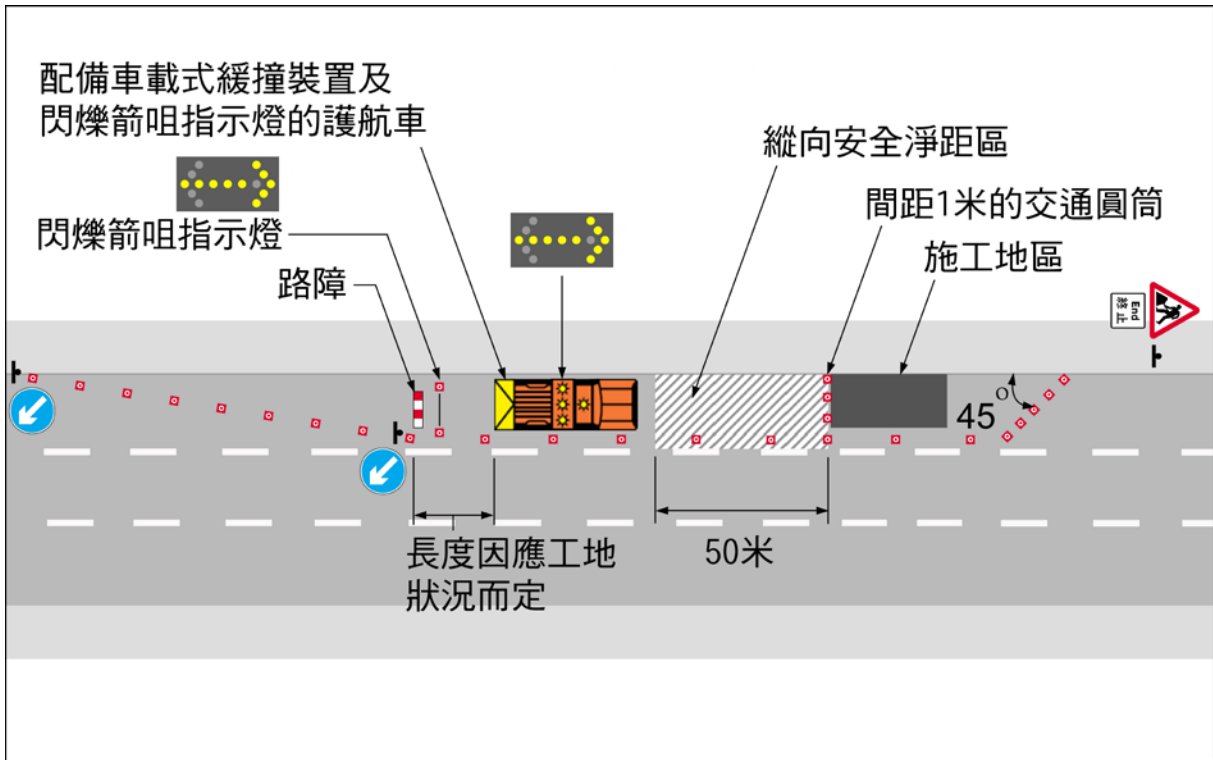 配備車載式緩撞裝置及
閃爍箭咀指示燈的護航車
閃爍箭咀指示燈
路障
縱向安全淨距區
間距1米的交通圓筒
施工地區
End
終止
45°
長度因應工地
狀況而定
50米